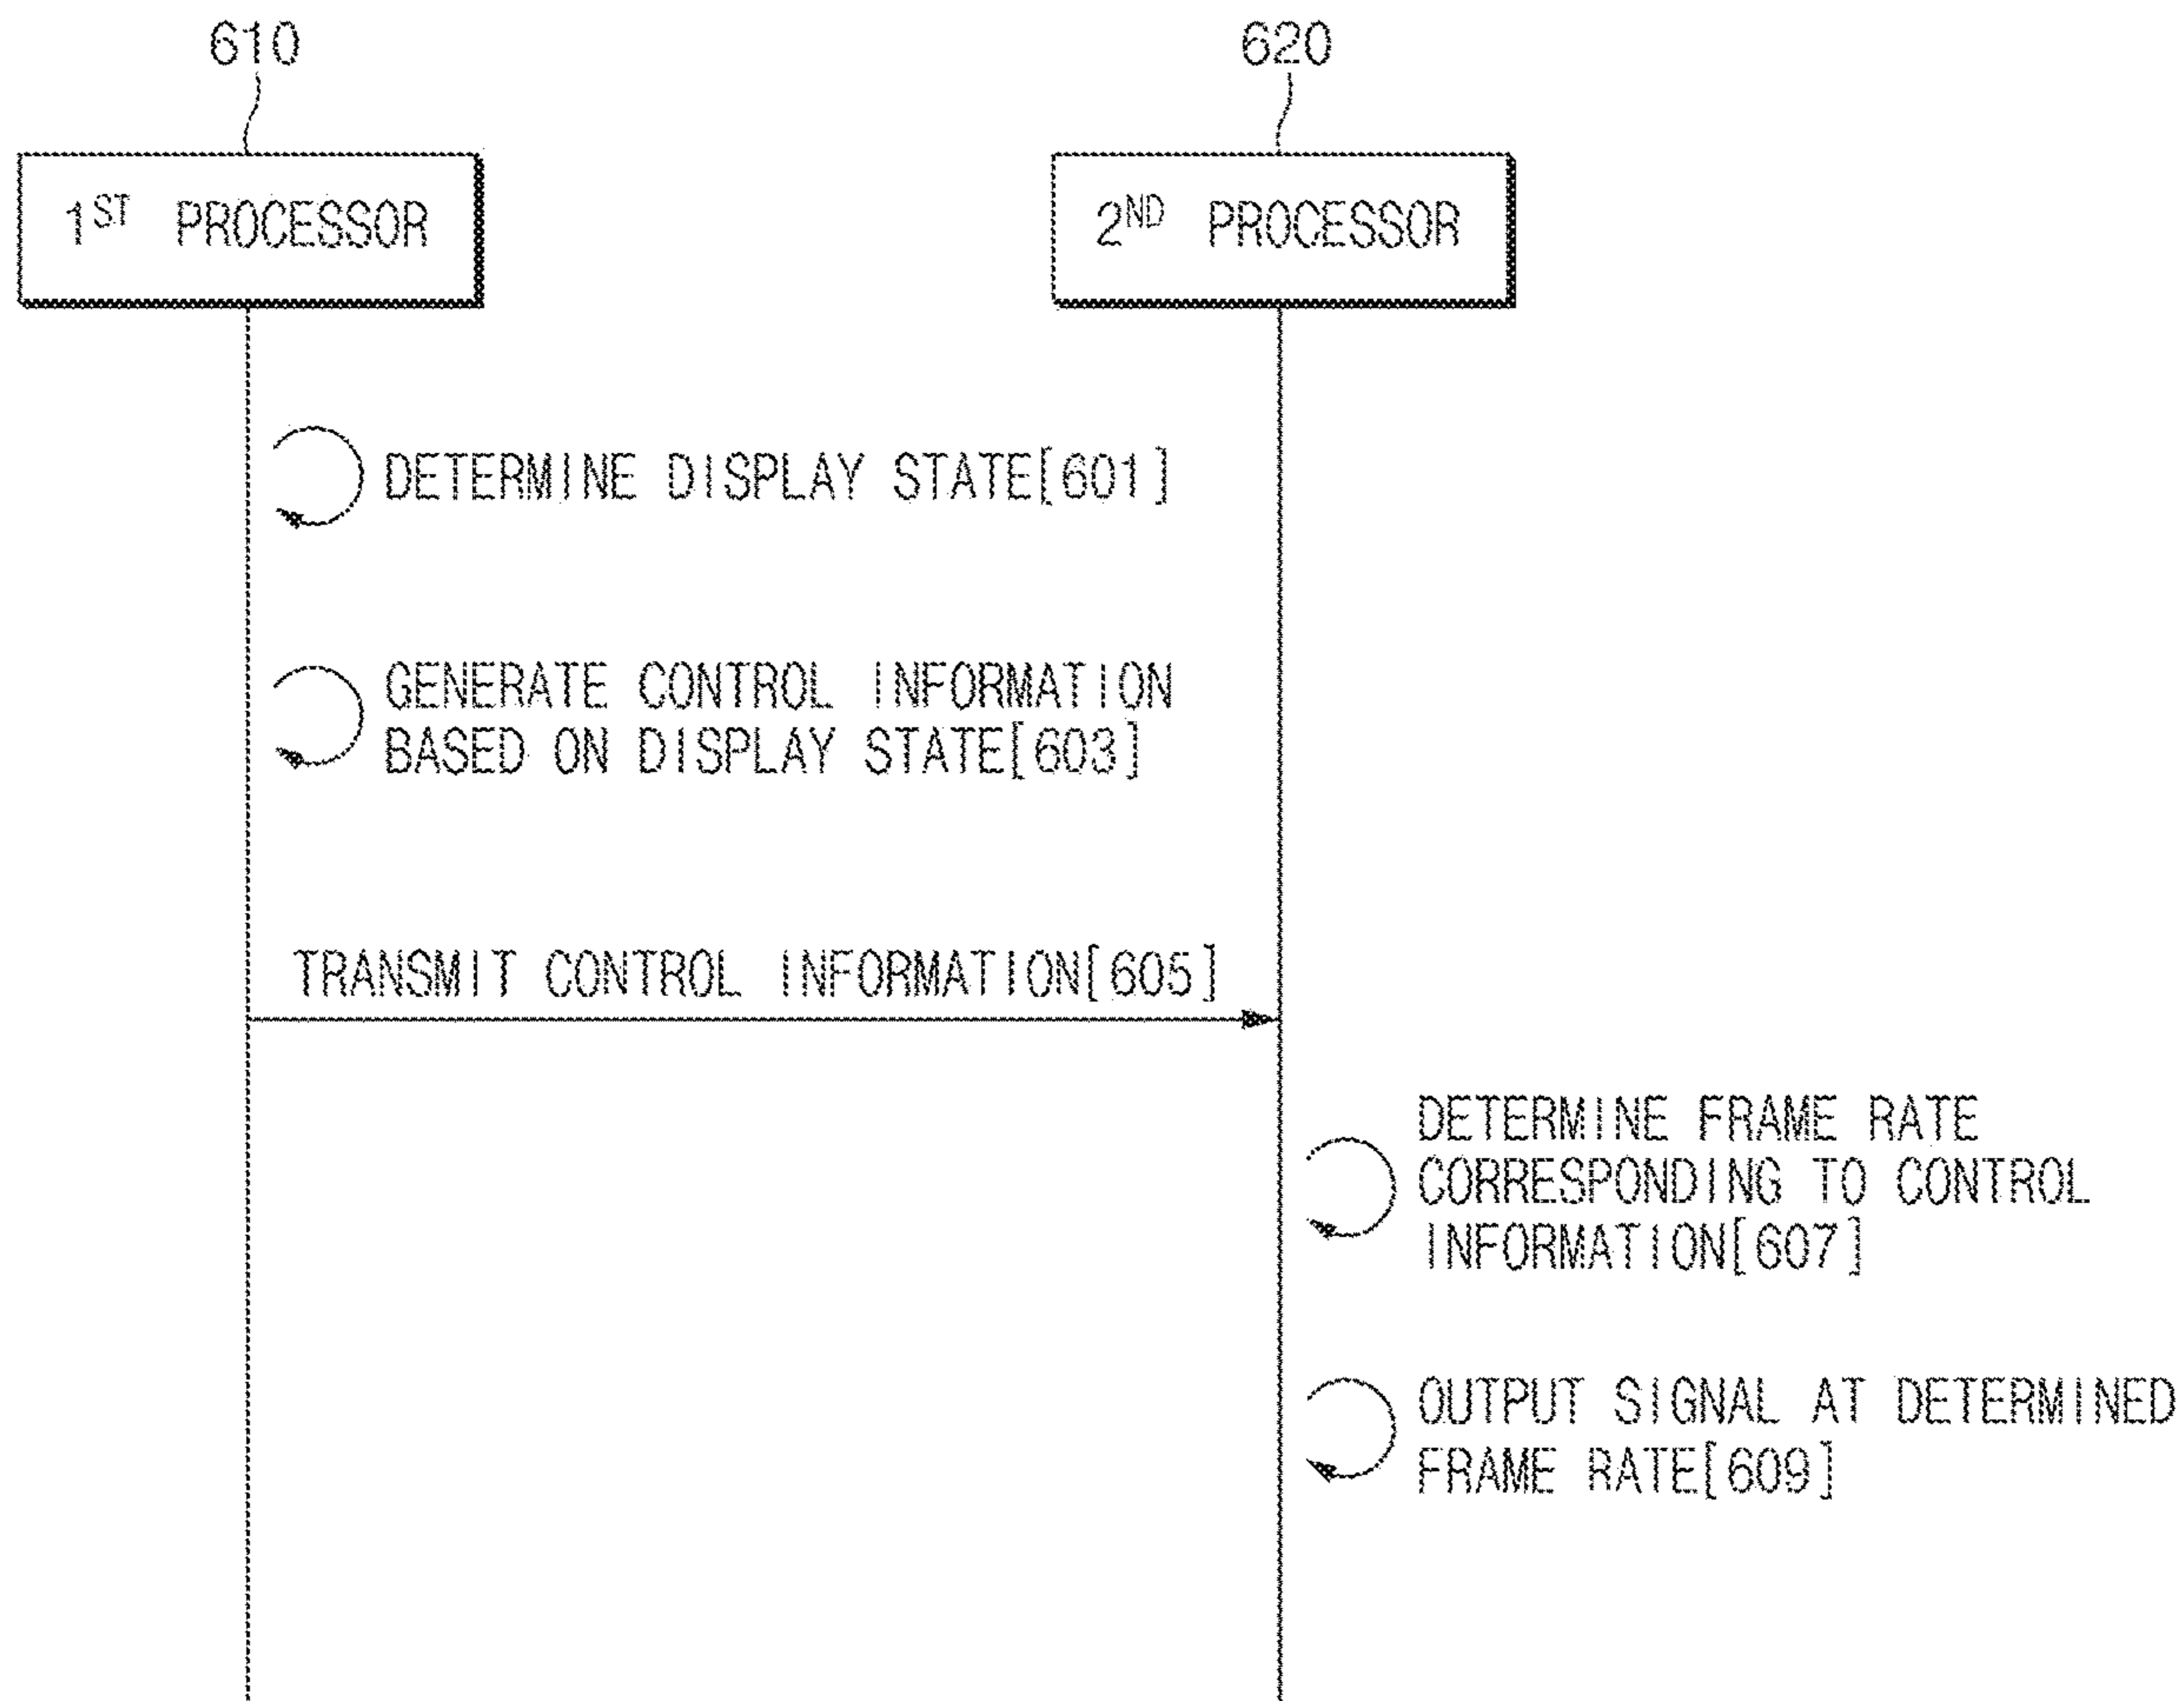 610
620
1ST PROCESSOR
2ND PROCESSOR
DETERMINE DISPLAY STATE[601]
GENERATE CONTROL INFORMATION
BASED ON DISPLAY STATE[603]
TRANSMIT CONTROL INFORMATION[605]
DETERMINE FRAME RATE
CORRESPONDING TO CONTROL
INFORMATION[607]
OUTPUT SIGNAL AT DETERMINED
FRAME RATE[609]